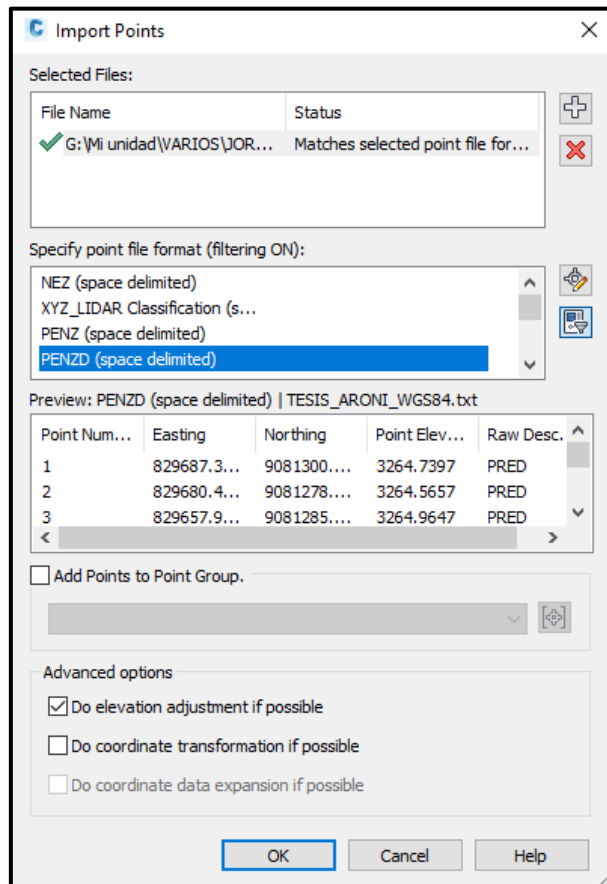 Import Points
Selected Files:
File Name Status
G:\Mi unidad\VARIOS\JOR... Matches selected point file for...
Specify point file format (filtering ON):
NEZ (space delimited)
XYZ_LIDAR Classification (s...
PENZ (space delimited)
PENZD (space delimited)
Preview: PENZD (space delimited) | TESIS_ARONI_WGS84.txt
Point Num... Easting Northing Point Elev... Raw Desc.
1 829687.3... 9081300.... 3264.7397 PRED
2 829680.4... 9081278.... 3264.5657 PRED
3 829657.9... 9081285.... 3264.9647 PRED
Add Points to Point Group.
Advanced options
Do elevation adjustment if possible
Do coordinate transformation if possible
Do coordinate data expansion if possible
OK Cancel Help